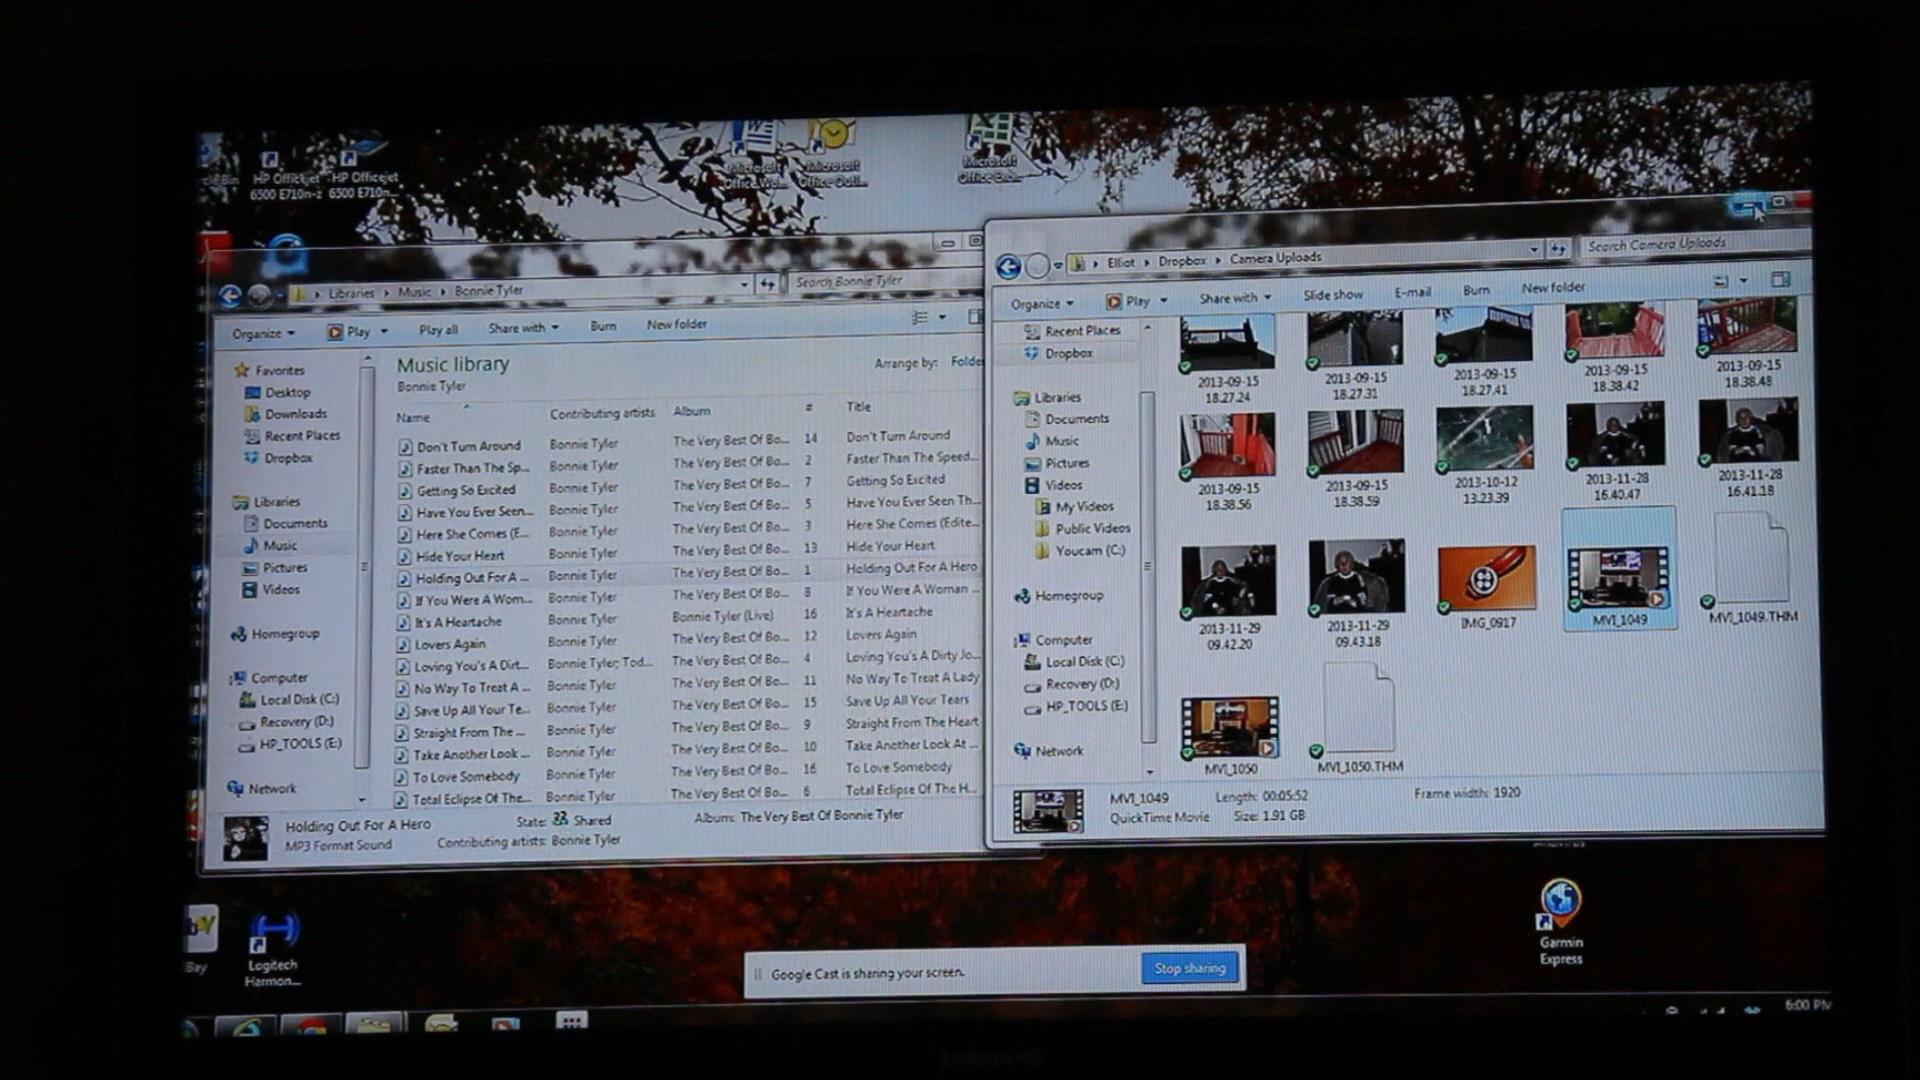 HP Officejet
6500 E710n-z
HP Officejet
6500 E710n...
Microsoft
Office Wo...
Microsoft
Office Outl...
Microsoft
Office Exc...
Libraries Music Bonnie Tyler
Search Bonnie Tyler
Organize Play Play all Share with Burn New folder
Favorites
Desktop
Downloads
Recent Places
Dropbox
Libraries
Documents
Music
Pictures
Videos
Homegroup
Computer
Local Disk (C:)
Recovery (D:)
HP_TOOLS (E:)
Network
Music library
Bonnie Tyler
Arrange by: Folder
Name Contributing artists Album # Title
Don't Turn Around Bonnie Tyler The Very Best Of Bo... 14 Don't Turn Around
Faster Than The Sp... Bonnie Tyler The Very Best Of Bo... 2 Faster Than The Speed...
Getting So Excited Bonnie Tyler The Very Best Of Bo... 7 Getting So Excited
Have You Ever Seen... Bonnie Tyler The Very Best Of Bo... 5 Have You Ever Seen Th...
Here She Comes (E... Bonnie Tyler The Very Best Of Bo... 3 Here She Comes (Edite...
Hide Your Heart Bonnie Tyler The Very Best Of Bo... 13 Hide Your Heart
Holding Out For A ... Bonnie Tyler The Very Best Of Bo... 1 Holding Out For A Hero
If You Were A Wom... Bonnie Tyler The Very Best Of Bo... 8 If You Were A Woman ...
It's A Heartache Bonnie Tyler Bonnie Tyler (Live) 16 It's A Heartache
Lovers Again Bonnie Tyler The Very Best Of Bo... 12 Lovers Again
Loving You's A Dirt... Bonnie Tyler; Tod... The Very Best Of Bo... 4 Loving You's A Dirty Jo...
No Way To Treat A ... Bonnie Tyler The Very Best Of Bo... 11 No Way To Treat A Lady
Save Up All Your Te... Bonnie Tyler The Very Best Of Bo... 15 Save Up All Your Tears
Straight From The ... Bonnie Tyler The Very Best Of Bo... 9 Straight From The Heart
Take Another Look ... Bonnie Tyler The Very Best Of Bo... 10 Take Another Look At ...
To Love Somebody Bonnie Tyler The Very Best Of Bo... 16 To Love Somebody
Total Eclipse Of The... Bonnie Tyler The Very Best Of Bo... 6 Total Eclipse Of The H...
Holding Out For A Hero State: Shared Album: The Very Best Of Bonnie Tyler
MP3 Format Sound Contributing artists: Bonnie Tyler
Elliot Dropbox Camera Uploads
Search Camera Uploads
Organize Play Share with Slide show E-mail Burn New folder
Recent Places
Dropbox
Libraries
Documents
Music
Pictures
Videos
My Videos
Public Videos
Youcam (C:)
Homegroup
Computer
Local Disk (C:)
Recovery (D:)
HP_TOOLS (E:)
Network
2013-09-15 2013-09-15 2013-09-15 2013-09-15 2013-09-15
18.27.24 18.27.31 18.27.41 18.38.42 18.38.48
2013-09-15 2013-09-15 2013-10-12 2013-11-28 2013-11-28
18.38.56 18.38.59 13.23.39 16.40.47 16.41.18
2013-11-29 2013-11-29 IMG_0917 MVI_1049 MVI_1049.THM
09.42.20 09.43.18
MVI_1050 MVI_1050.THM
MVI_1049 Length: 00:05:52 Frame width: 1920
QuickTime Movie Size: 1.91 GB
Bay
Logitech
Harmon...
Garmin
Express
Google Cast is sharing your screen. Stop sharing
6:00 PM
SAMSUNG